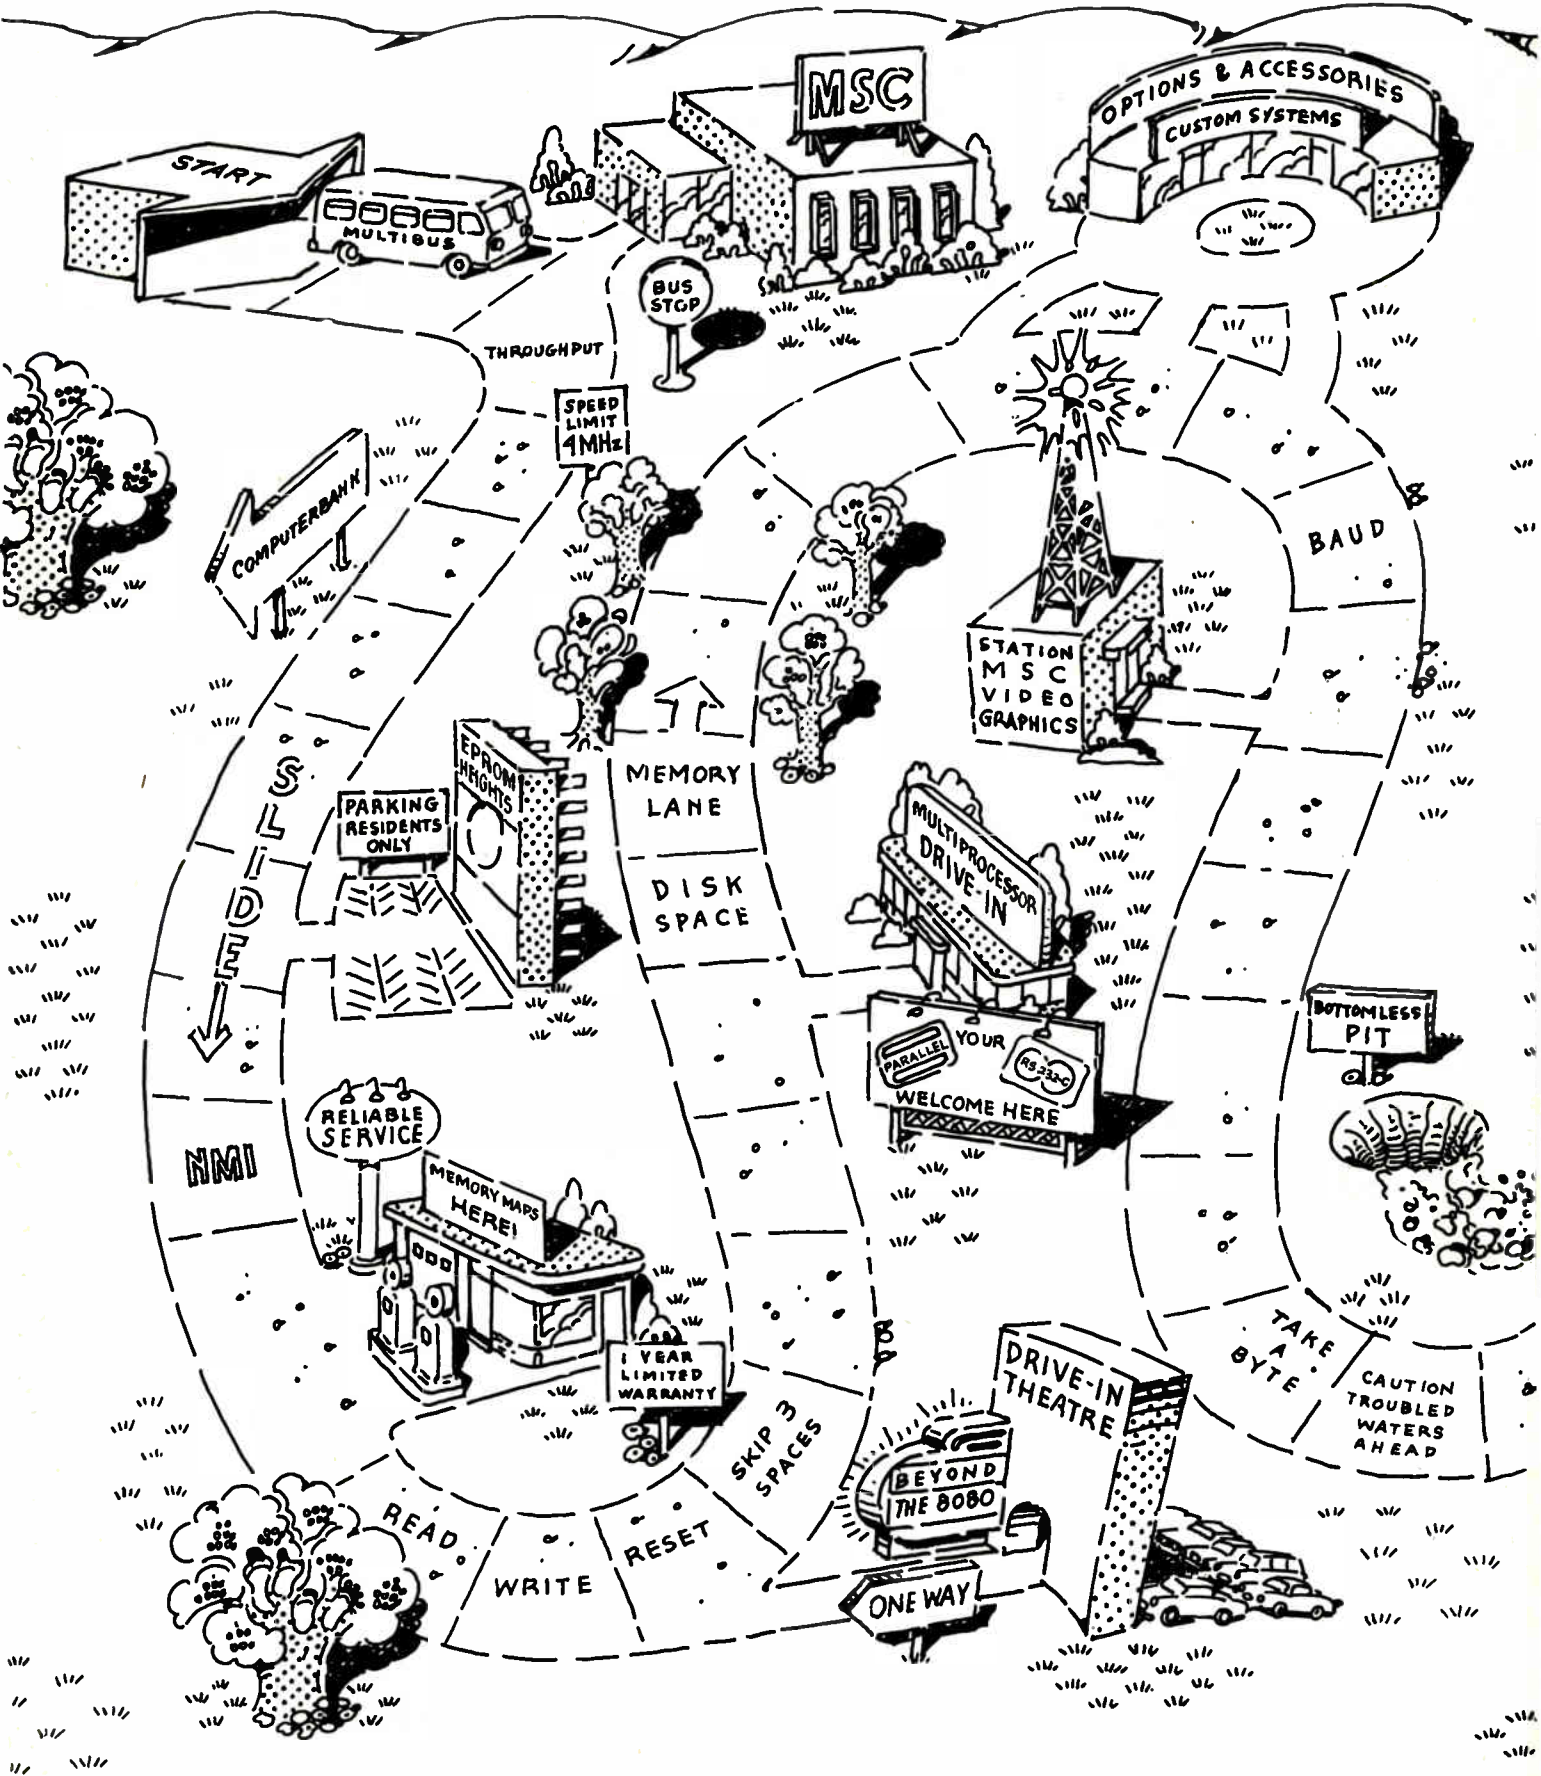 MSC
OPTIONS & ACCESSORIES
CUSTOM SYSTEMS
START
MULTIBUS
BUS
STOP
THROUGHPUT
SPEED
LIMIT
4MHz
COMPUTERBAHN
BAUD
STATION
MSC
VIDEO
GRAPHICS
SLIDE
EPROM
HEIGHTS
PARKING
RESIDENTS
ONLY
MEMORY
LANE
DISK
SPACE
MULTIPROCESSOR
DRIVE-IN
BOTTOMLESS
PIT
YOUR
PARALLEL
RS-232-C
WELCOME HERE
RELIABLE
SERVICE
NMI
MEMORY MAPS
HERE!
1 YEAR
LIMITED
WARRANTY
TAKE
A
BYTE
CAUTION
TROUBLED
WATERS
AHEAD
DRIVE-IN
THEATRE
SKIP 3
SPACES
BEYOND
THE 8080
READ
WRITE
RESET
ONE WAY